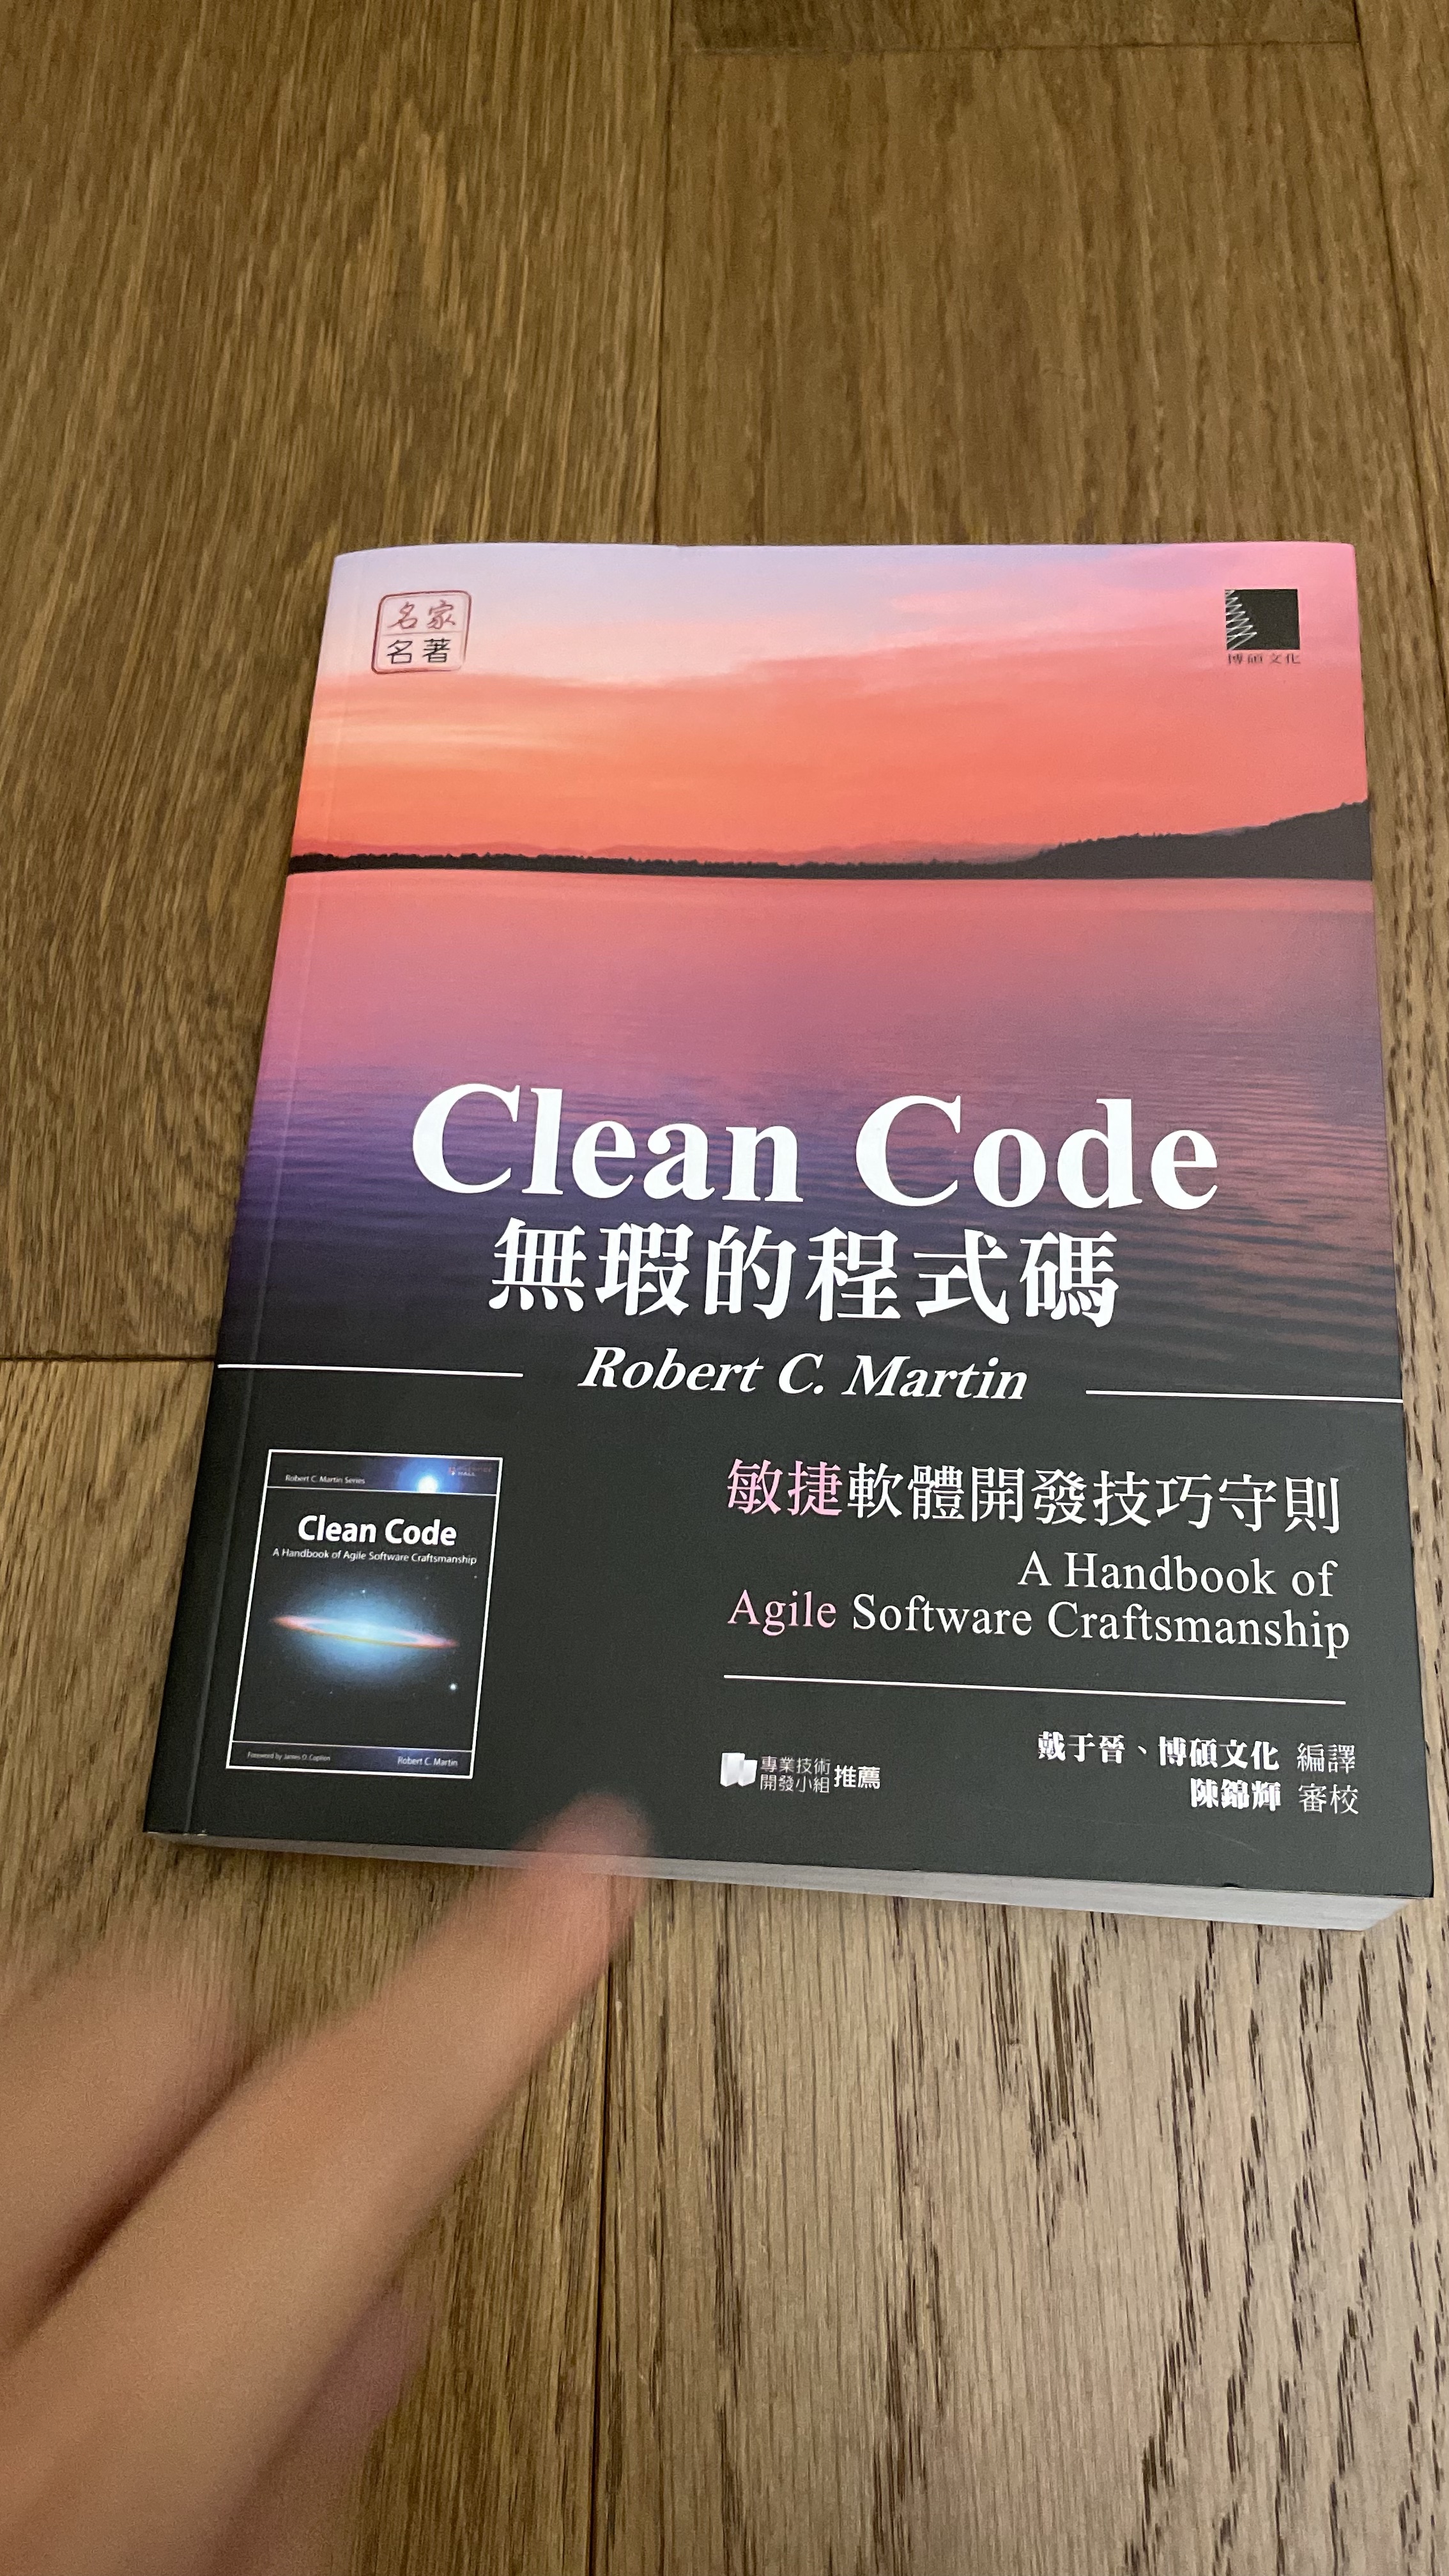 名家
名著
博碩文化
Clean Code
無瑕的程式碼
Robert C. Martin
Robert C. Martin Series
Clean Code
A Handbook of Agile Software Craftsmanship
Foreword by James O. Coplien
Robert C. Martin
敏捷軟體開發技巧守則
A Handbook of
Agile Software Craftsmanship
戴于晉、博碩文化 編譯
陳錦輝 審校
專業技術
開發小組 推薦